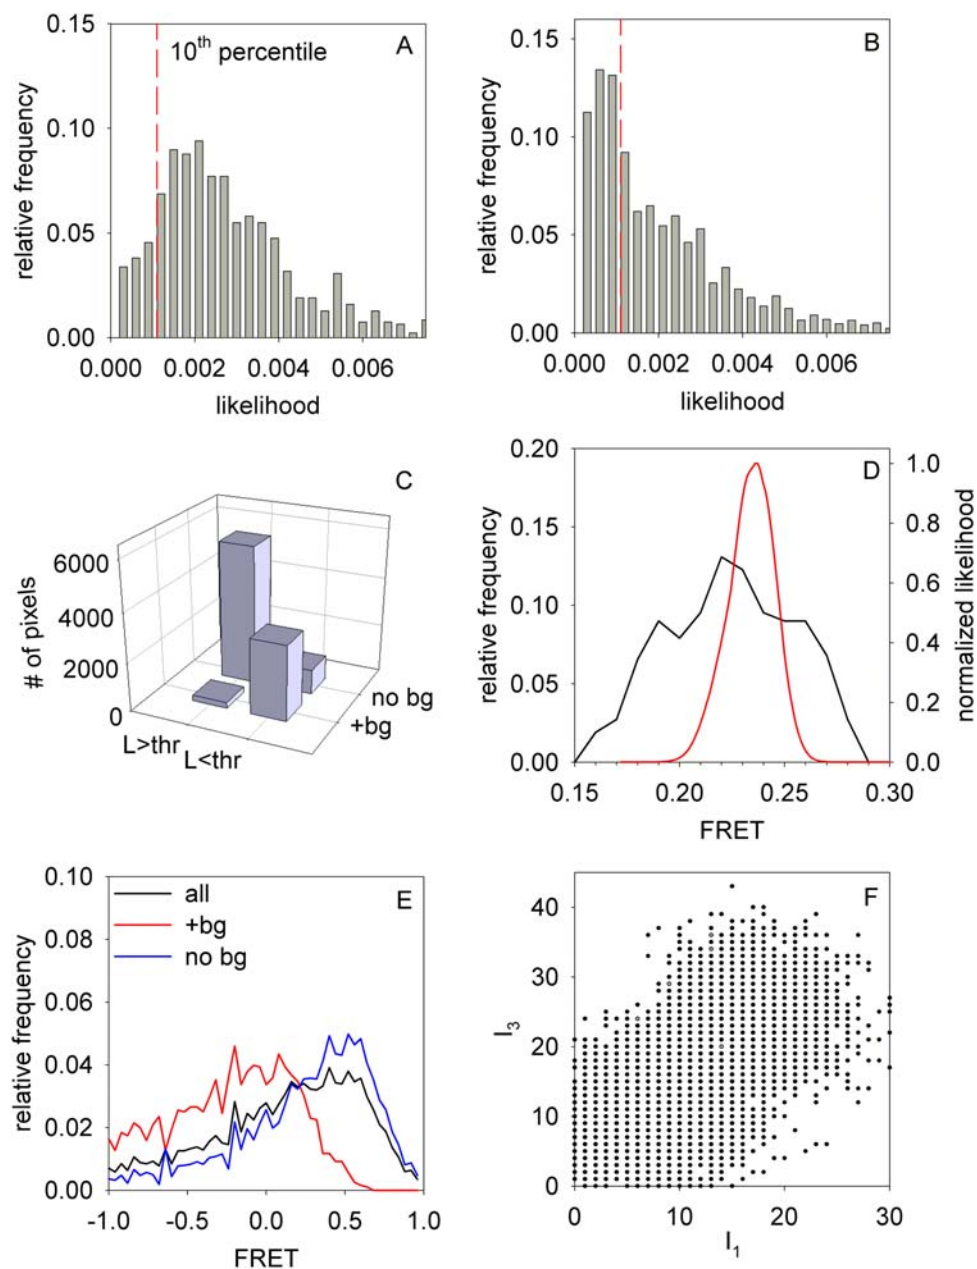 A
10th percentile
0.15
0.10
0.05
0.00
relative frequency
0.000 0.002 0.004 0.006
likelihood
B
0.15
0.10
0.05
0.00
relative frequency
0.000 0.002 0.004 0.006
likelihood
C
6000
4000
2000
0
# of pixels
L>thr
L<thr
no bg
+bg
D
0.20
0.15
0.10
0.05
0.00
relative frequency
1.0
0.8
0.6
0.4
0.2
0.0
normalized likelihood
0.15 0.20 0.25 0.30
FRET
E
all
+bg
no bg
0.10
0.08
0.06
0.04
0.02
0.00
relative frequency
-1.0 -0.5 0.0 0.5 1.0
FRET
F
40
30
20
10
0
I3
0 10 20 30
I1